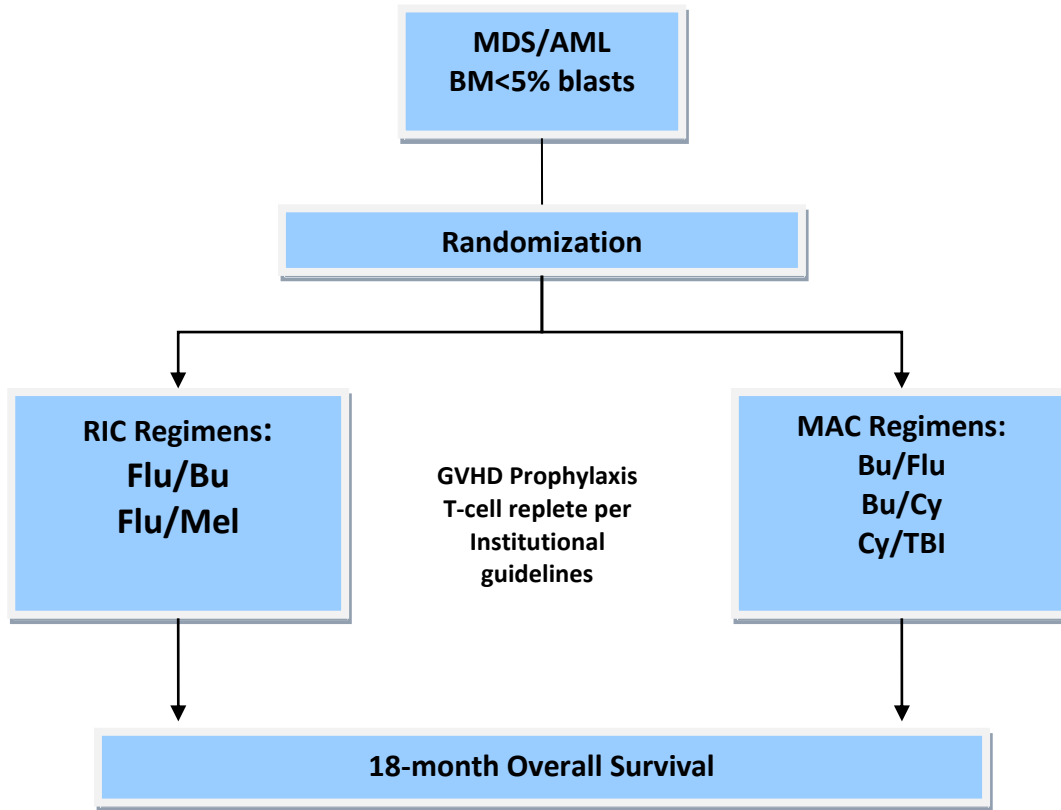 MDS/AML
BM<5% blasts
Randomization
RIC Regimens:
Flu/Bu
Flu/Mel
GVHD Prophylaxis
T-cell replete per
Institutional
guidelines
MAC Regimens:
Bu/Flu
Bu/Cy
Cy/TBI
18-month Overall Survival